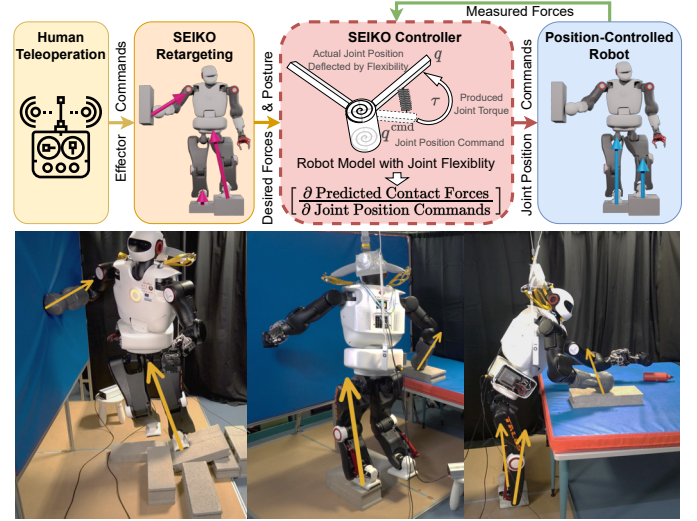 Measured Forces
Human
Teleoperation
Effector Commands
SEIKO
Retargeting
Desired Forces & Posture
SEIKO Controller
Actual Joint Position
Deflected by Flexibility
q
τ
Produced
Joint Torque
q^cmd
Joint Position Command
Robot Model with Joint Flexiblity
[ ∂ Predicted Contact Forces
∂ Joint Position Commands ]
Joint Position Commands
Position-Controlled
Robot